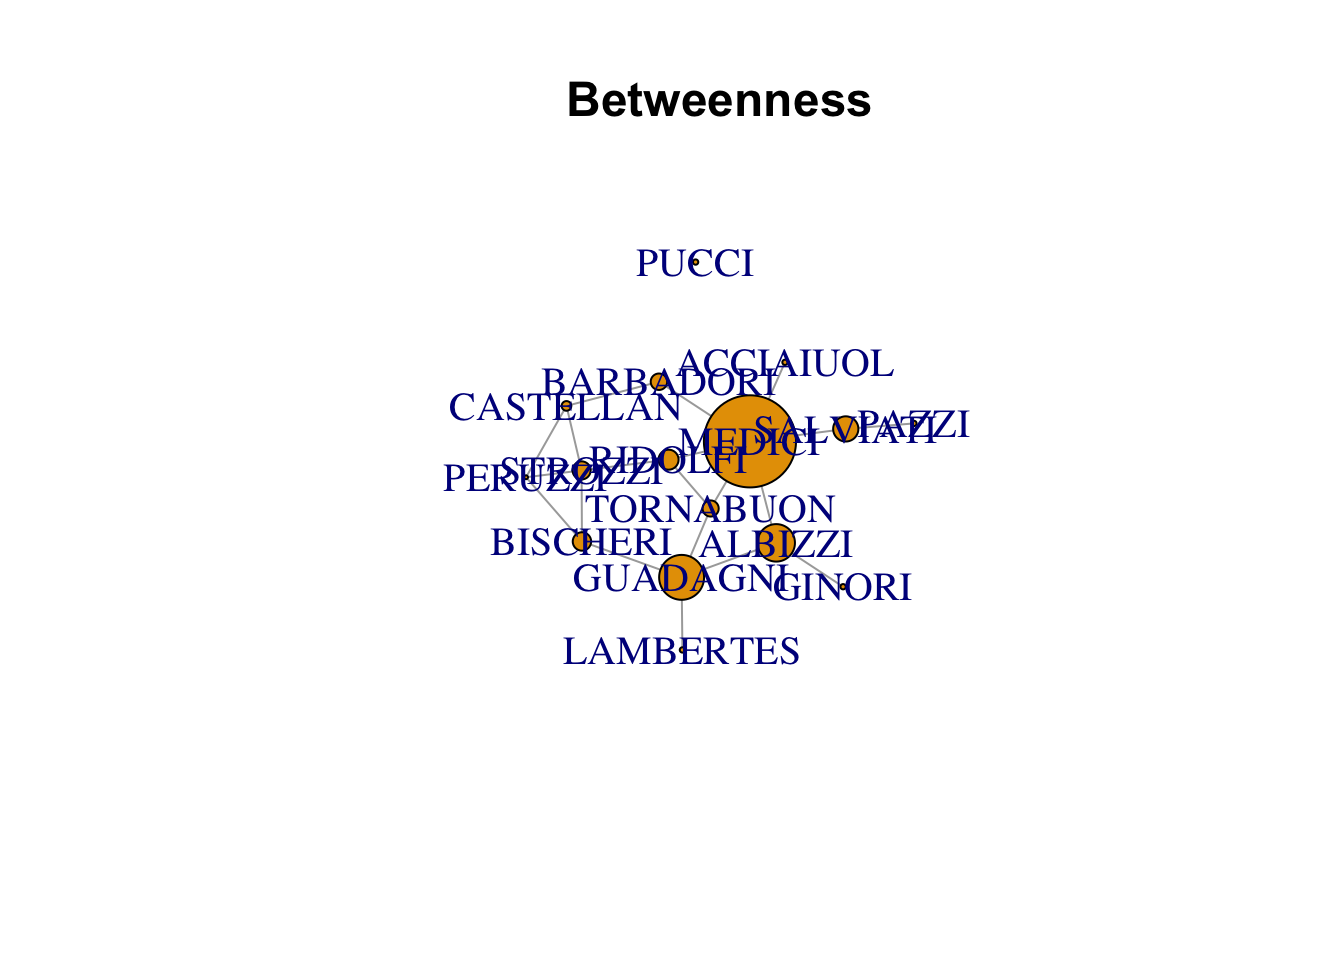 Betweenness
PUCCI
ACCIAIUOL
BARBADORI
CASTELLAN
SALVIATI
PAZZI
MEDICI
RIDOLFI
STROZZI
PERUZZI
TORNABUON
BISCHERI
ALBIZZI
GUADAGNI
GINORI
LAMBERTES